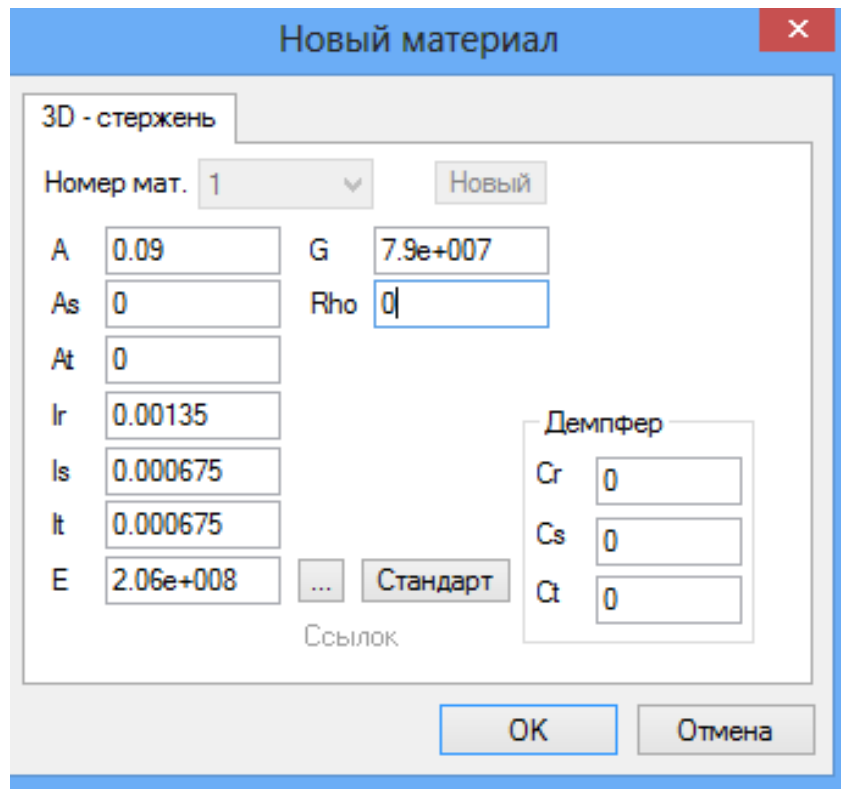 Новый материал
3D - стержень
Номер мат. 1 Новый
A 0.09 G 7.9e+007
As 0 Rho 0
At 0
Ir 0.00135
Is 0.000675
It 0.000675
E 2.06e+008 ... Стандарт
Ссылок
Демпфер
Cr 0
Cs 0
Ct 0
OK Отмена